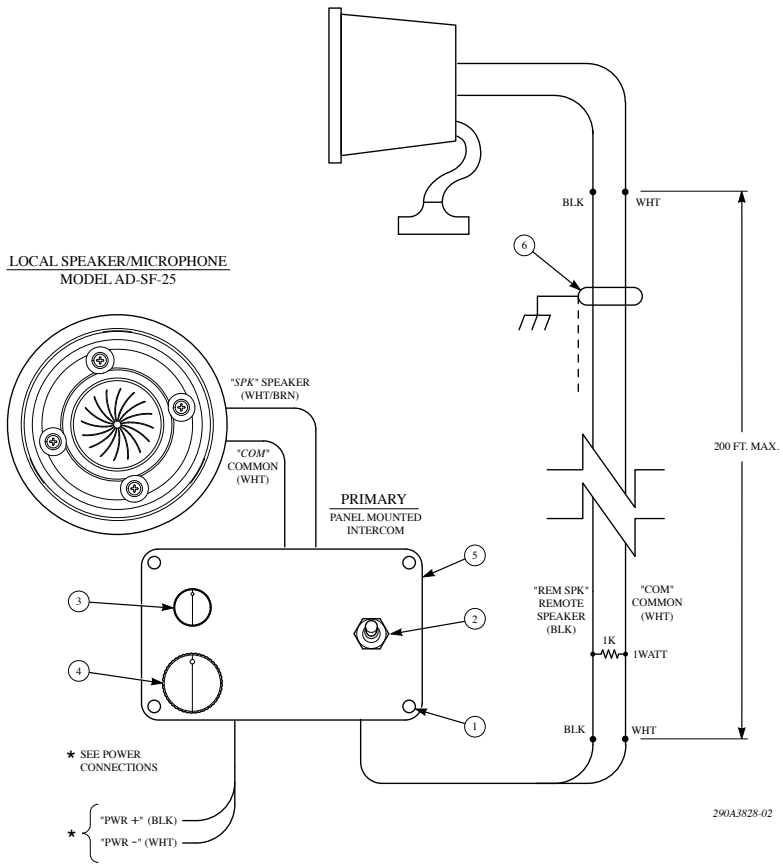 BLK
WHT
6
LOCAL SPEAKER/MICROPHONE
MODEL AD-SF-25
"SPK" SPEAKER
(WHT/BRN)
"COM"
COMMON
(WHT)
200 FT. MAX.
PRIMARY
PANEL MOUNTED
INTERCOM
5
3
2
4
1
"REM SPK"
REMOTE
SPEAKER
(BLK)
"COM"
COMMON
(WHT)
1K
1WATT
BLK
WHT
* SEE POWER
CONNECTIONS
* "PWR +" (BLK)
"PWR -" (WHT)
290A3828-02